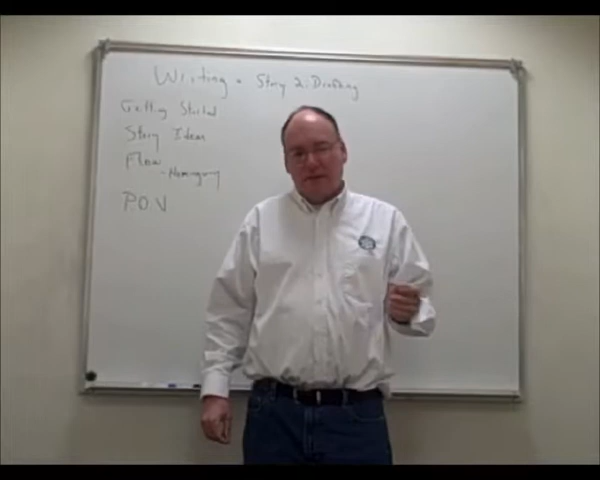 Writing a Story 2: Drafting
Getting Started
Story Ideas
Flow
- Hemingway
P.O.V